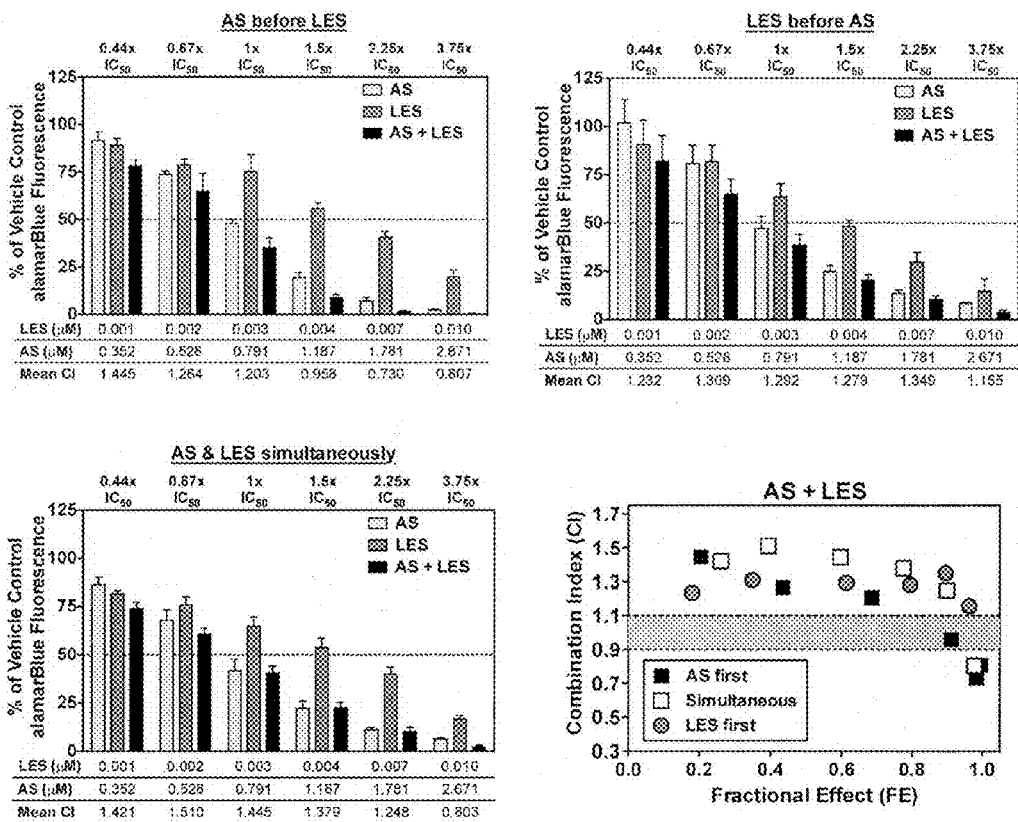 AS before LES
0.44x 0.67x 1x 1.5x 2.25x 3.75x
IC50 IC50 IC50 IC50 IC50 IC50
% of Vehicle Control
alamarBlue Fluorescence
125
100
75
50
25
0
AS
LES
AS + LES
LES (µM) 0.001 0.002 0.003 0.004 0.007 0.010
AS (µM) 0.352 0.528 0.791 1.187 1.781 2.671
Mean CI 1.445 1.264 1.203 0.958 0.730 0.807
LES before AS
0.44x 0.67x 1x 1.5x 2.25x 3.75x
IC50 IC50 IC50 IC50 IC50 IC50
% of Vehicle Control
alamarBlue Fluorescence
125
100
75
50
25
0
AS
LES
AS + LES
LES (µM) 0.001 0.002 0.003 0.004 0.007 0.010
AS (µM) 0.352 0.528 0.791 1.187 1.781 2.671
Mean CI 1.232 1.309 1.292 1.279 1.349 1.155
AS & LES simultaneously
0.44x 0.67x 1x 1.5x 2.25x 3.75x
IC50 IC50 IC50 IC50 IC50 IC50
% of Vehicle Control
alamarBlue Fluorescence
125
100
75
50
25
0
AS
LES
AS + LES
LES (µM) 0.001 0.002 0.003 0.004 0.007 0.010
AS (µM) 0.352 0.528 0.791 1.187 1.781 2.671
Mean CI 1.421 1.510 1.445 1.379 1.248 0.803
AS + LES
Combination Index (CI)
1.7
1.5
1.3
1.1
0.9
0.7
0.5
0.3
AS first
Simultaneous
LES first
0.0 0.2 0.4 0.6 0.8 1.0
Fractional Effect (FE)